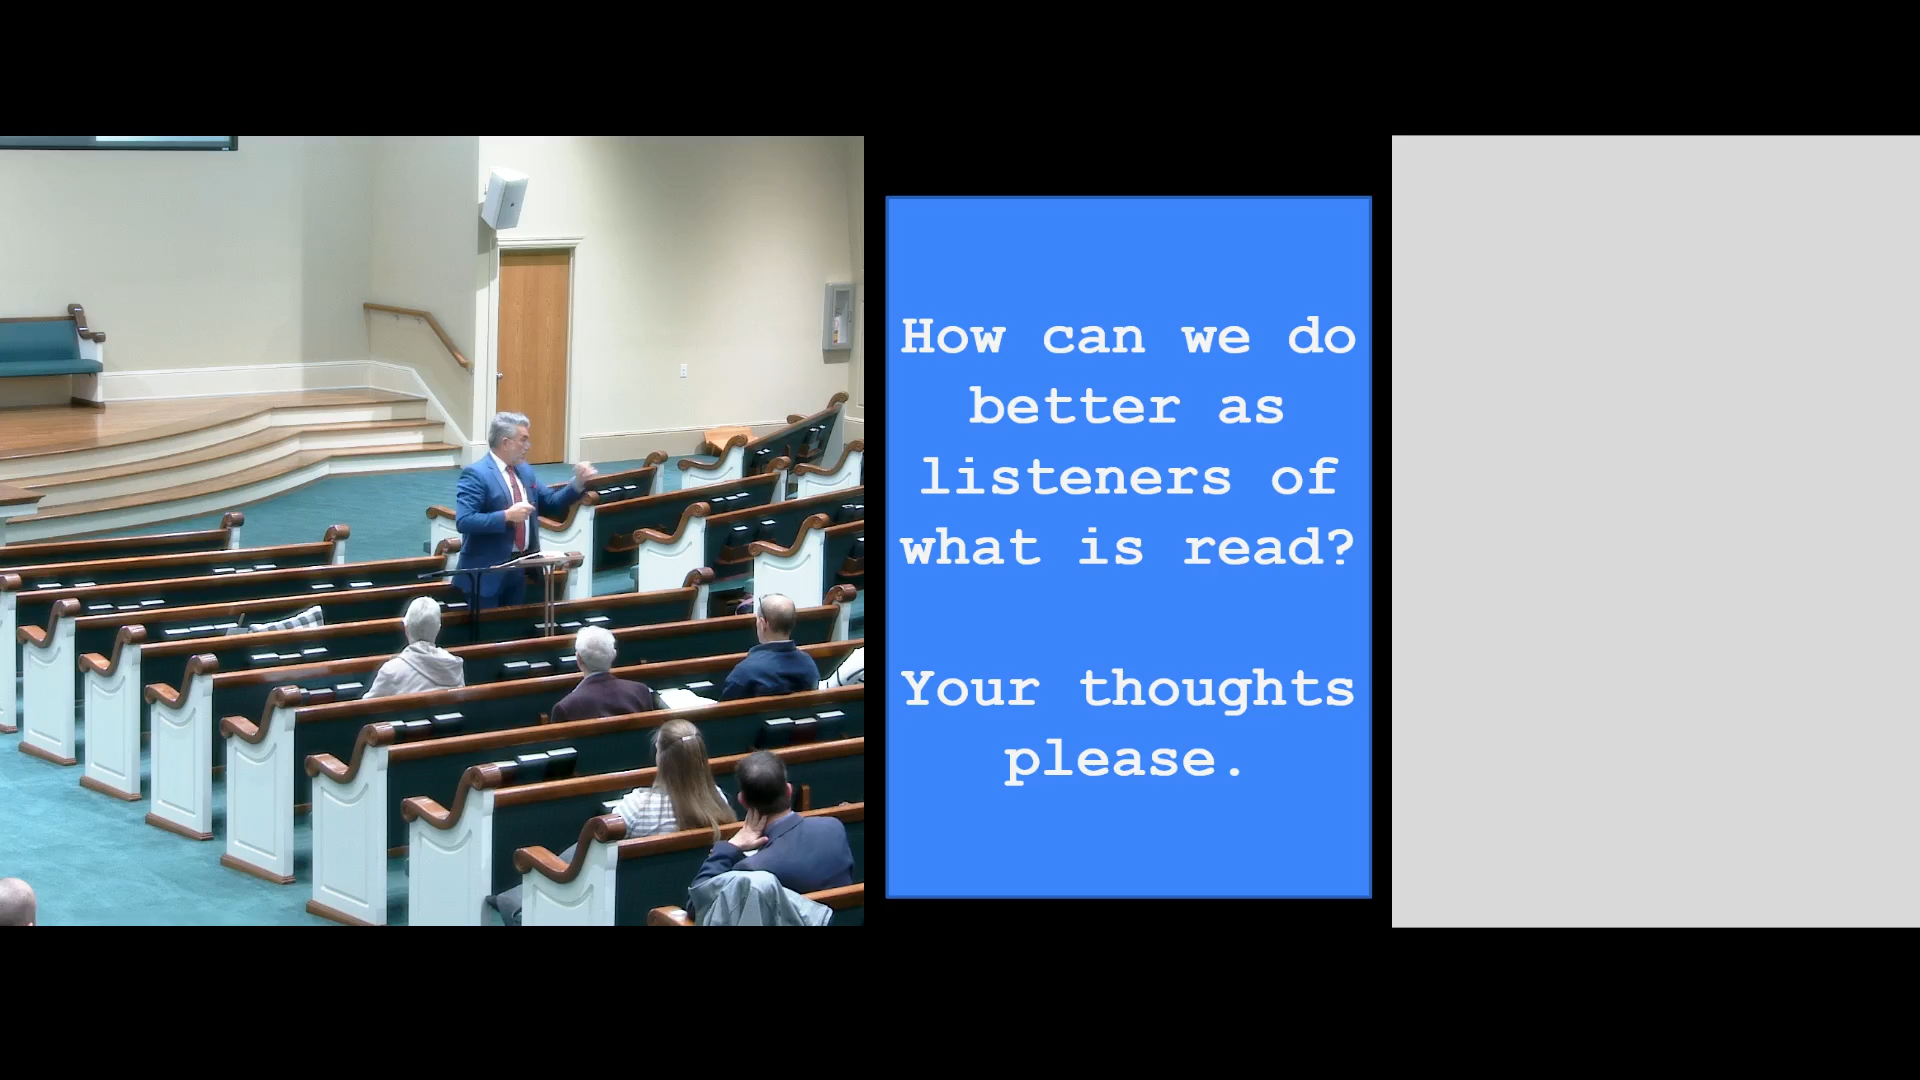 How can we do
better as
listeners of
what is read?
Your thoughts
please.